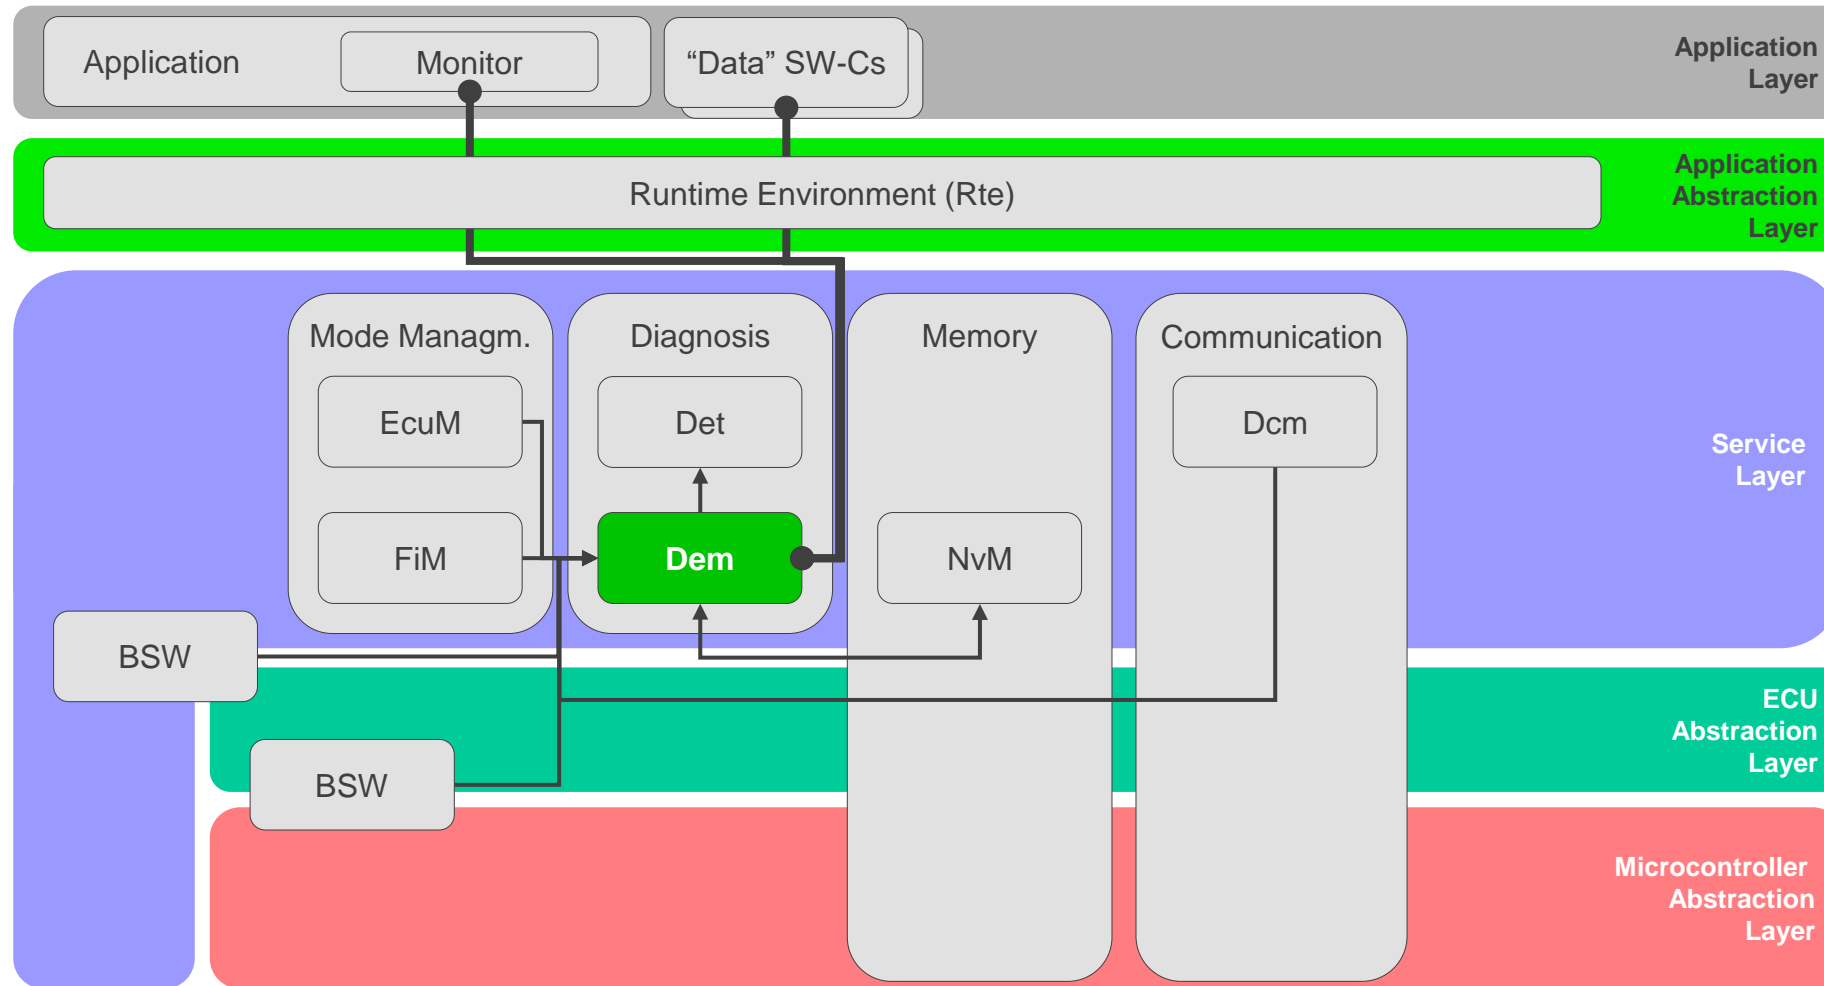 Application
Monitor
“Data” SW-Cs
Application
Layer
Runtime Environment (Rte)
Application
Abstraction
Layer
Mode Managm.
Diagnosis
Memory
Communication
EcuM
Det
Dcm
Service
Layer
FiM
Dem
NvM
BSW
ECU
Abstraction
Layer
BSW
Microcontroller
Abstraction
Layer